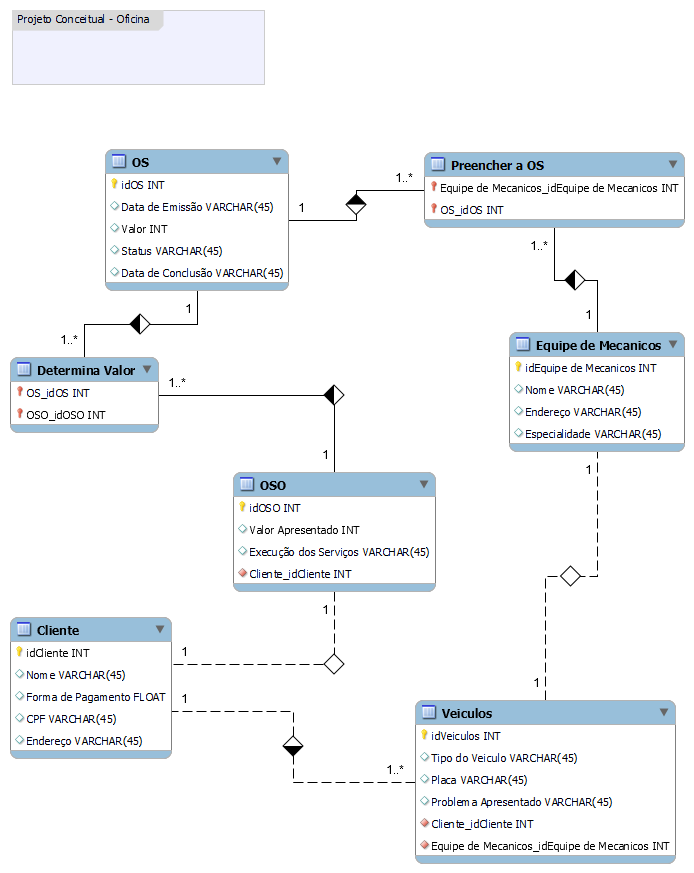 Projeto Conceitual - Oficina
OS
idOS INT
Data de Emissão VARCHAR(45)
Valor INT
Status VARCHAR(45)
Data de Conclusão VARCHAR(45)
1
1..*
Preencher a OS
Equipe de Mecanicos_idEquipe de Mecanicos INT
OS_idOS INT
1..*
1
Equipe de Mecanicos
idEquipe de Mecanicos INT
Nome VARCHAR(45)
Endereço VARCHAR(45)
Especialidade VARCHAR(45)
1
1..*
Determina Valor
OS_idOS INT
OSO_idOSO INT
1..*
1
OSO
idOSO INT
Valor Apresentado INT
Execução dos Serviços VARCHAR(45)
Cliente_idCliente INT
1
1
Cliente
idCliente INT
Nome VARCHAR(45)
Forma de Pagamento FLOAT
CPF VARCHAR(45)
Endereço VARCHAR(45)
1
1
1..*
1
1
Veiculos
idVeiculos INT
Tipo do Veiculo VARCHAR(45)
Placa VARCHAR(45)
Problema Apresentado VARCHAR(45)
Cliente_idCliente INT
Equipe de Mecanicos_idEquipe de Mecanicos INT